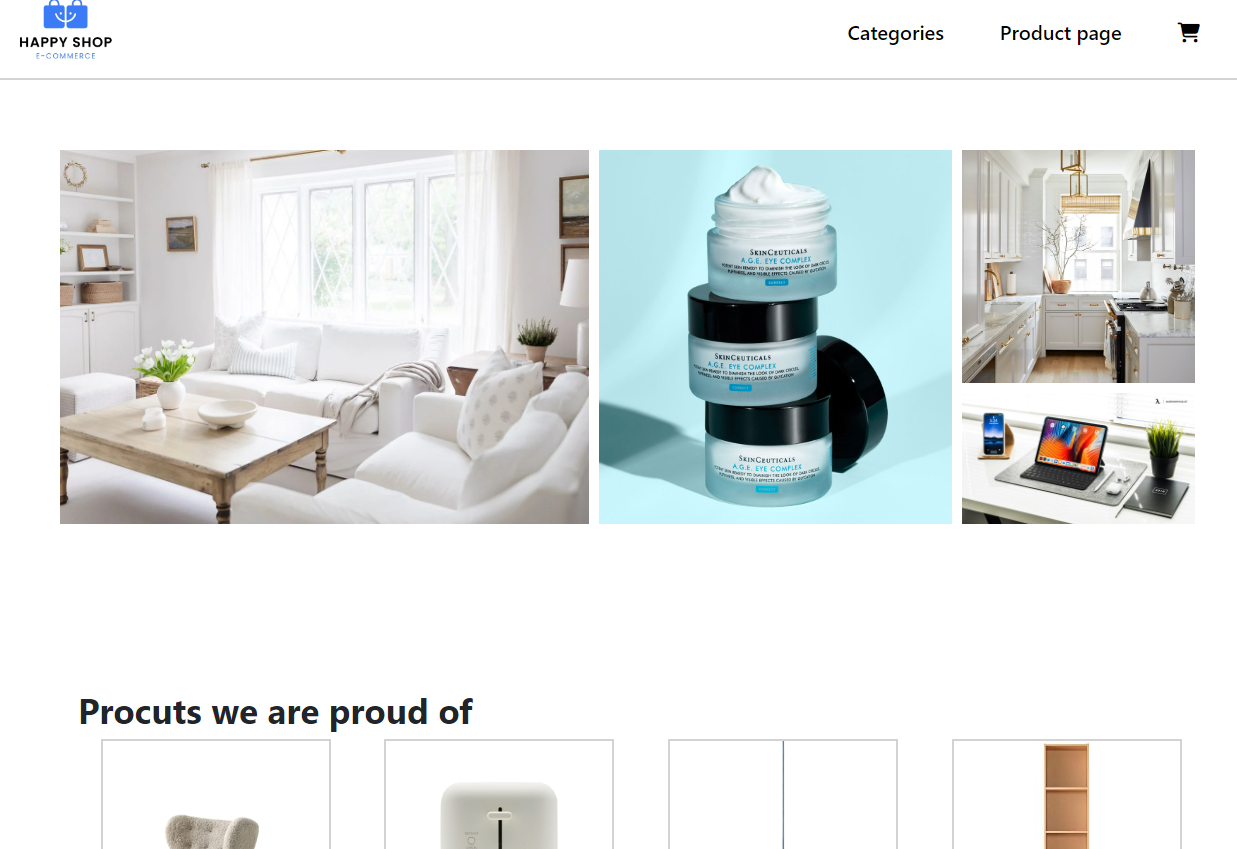 HAPPY SHOP
E-COMMERCE
Categories
Product page
SKINCEUTICALS
A.G.E. EYE COMPLEX
SKINCEUTICALS
A.G.E. EYE COMPLEX
SKINCEUTICALS
A.G.E. EYE COMPLEX
Procuts we are proud of